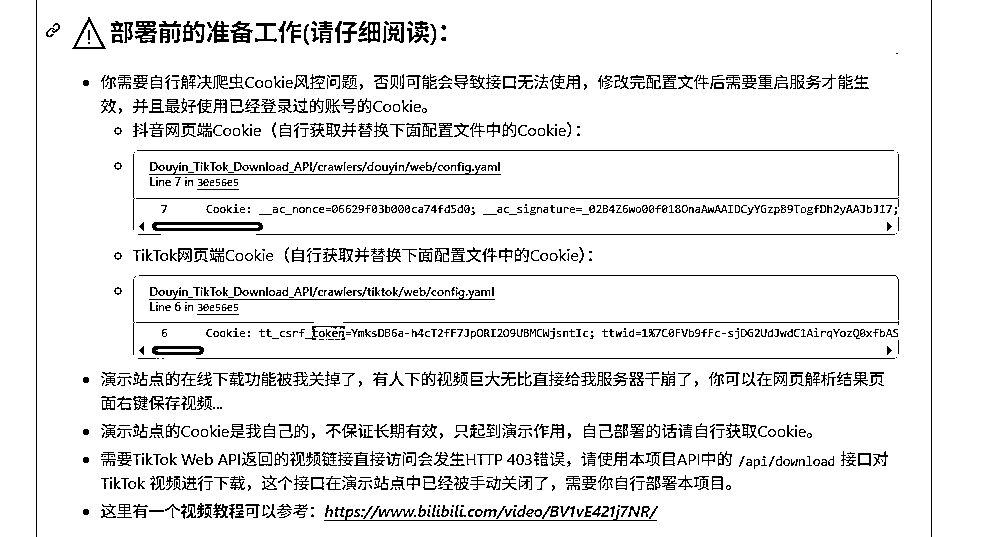 部署前的准备工作(请仔细阅读)：
你需要自行解决爬虫Cookie风控问题，否则可能会导致接口无法使用，修改完配置文件后需要重启服务才能生
效，并且最好使用已经登录过的账号的Cookie。
抖音网页端Cookie（自行获取并替换下面配置文件中的Cookie）：
Douyin_TikTok_Download_API/crawlers/douyin/web/config.yaml
Line 7 in 30e56e5
7 Cookie: __ac_nonce=06629f03b000ca74fd5d0; __ac_signature=_02B4Z6wo00f018OnaAwAAIDCyYGzp89TogfDh2yAAJbJI7;
TikTok网页端Cookie（自行获取并替换下面配置文件中的Cookie）：
Douyin_TikTok_Download_API/crawlers/tiktok/web/config.yaml
Line 6 in 30e56e5
6 Cookie: tt_csrf_token=YmksDB6a-h4cT2fF7JpORI2O9UBMCWjsntIc; ttwid=1%7C0FVb9fFc-sjDG2UdJwdC1AirqYozQ0xfbAS
演示站点的在线下载功能被我关掉了，有人下的视频巨大无比直接给我服务器干崩了，你可以在网页解析结果页
面右键保存视频...
演示站点的Cookie是我自己的，不保证长期有效，只起到演示作用，自己部署的话请自行获取Cookie。
需要TikTok Web API返回的视频链接直接访问会发生HTTP 403错误，请使用本项目API中的 /api/download 接口对
TikTok 视频进行下载，这个接口在演示站点中已经被手动关闭了，需要你自行部署本项目。
这里有一个视频教程可以参考：https://www.bilibili.com/video/BV1vE421j7NR/